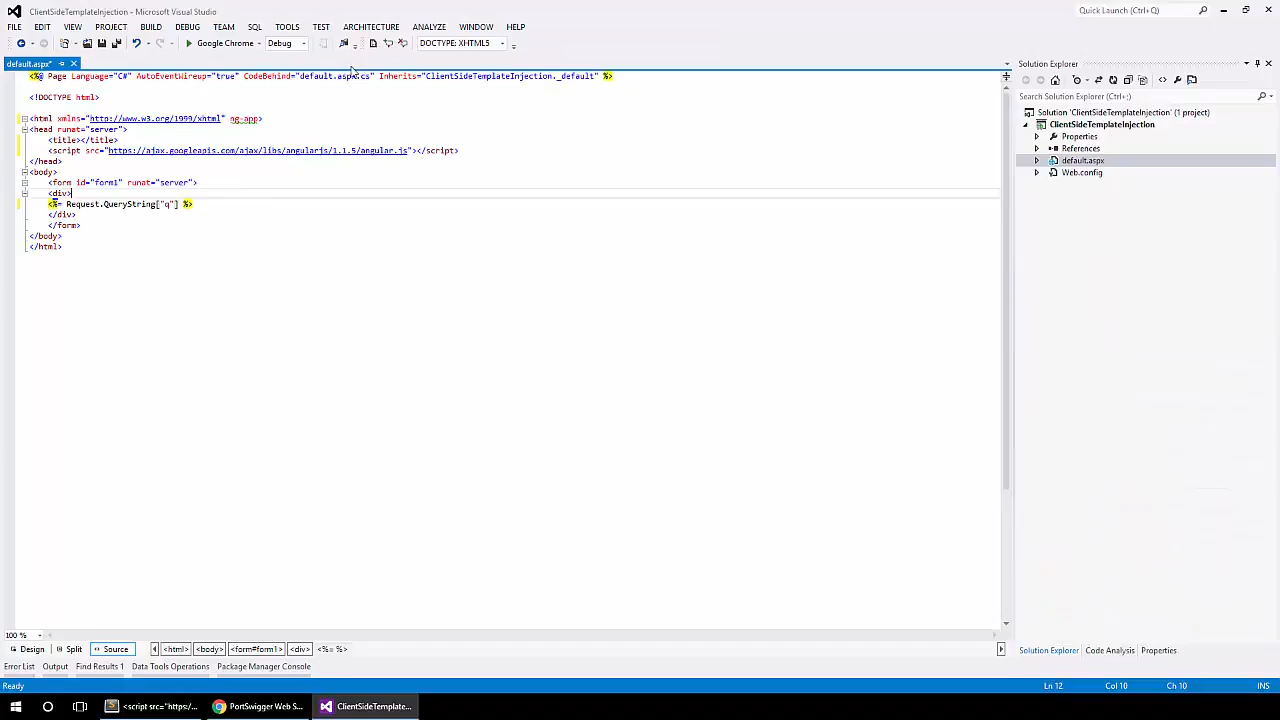 ClientSideTemplateInjection - Microsoft Visual Studio
Quick Launch (Ctrl+Q)
FILE EDIT VIEW PROJECT BUILD DEBUG TEAM SQL TOOLS TEST ARCHITECTURE ANALYZE WINDOW HELP
Google Chrome Debug DOCTYPE: XHTML5
default.aspx*
<%@ Page Language="C#" AutoEventWireup="true" CodeBehind="default.aspx.cs" Inherits="ClientSideTemplateInjection._default" %>
<!DOCTYPE html>
<html xmlns="http://www.w3.org/1999/xhtml" ng-app>
<head runat="server">
<title></title>
<script src="https://ajax.googleapis.com/ajax/libs/angularjs/1.1.5/angular.js"></script>
</head>
<body>
<form id="form1" runat="server">
<div>
<%= Request.QueryString["q"] %>
</div>
</form>
</body>
</html>
Solution Explorer
Search Solution Explorer (Ctrl+;)
Solution 'ClientSideTemplateInjection' (1 project)
ClientSideTemplateInjection
Properties
References
default.aspx
Web.config
100 %
Design Split Source <html> <body> <form#form1> <div> <%= %>
Solution Explorer Code Analysis Properties
Error List Output Find Results 1 Data Tools Operations Package Manager Console
Ready Ln 12 Col 10 Ch 10 INS
<script src="https:/... PortSwigger Web S... ClientSideTemplate...